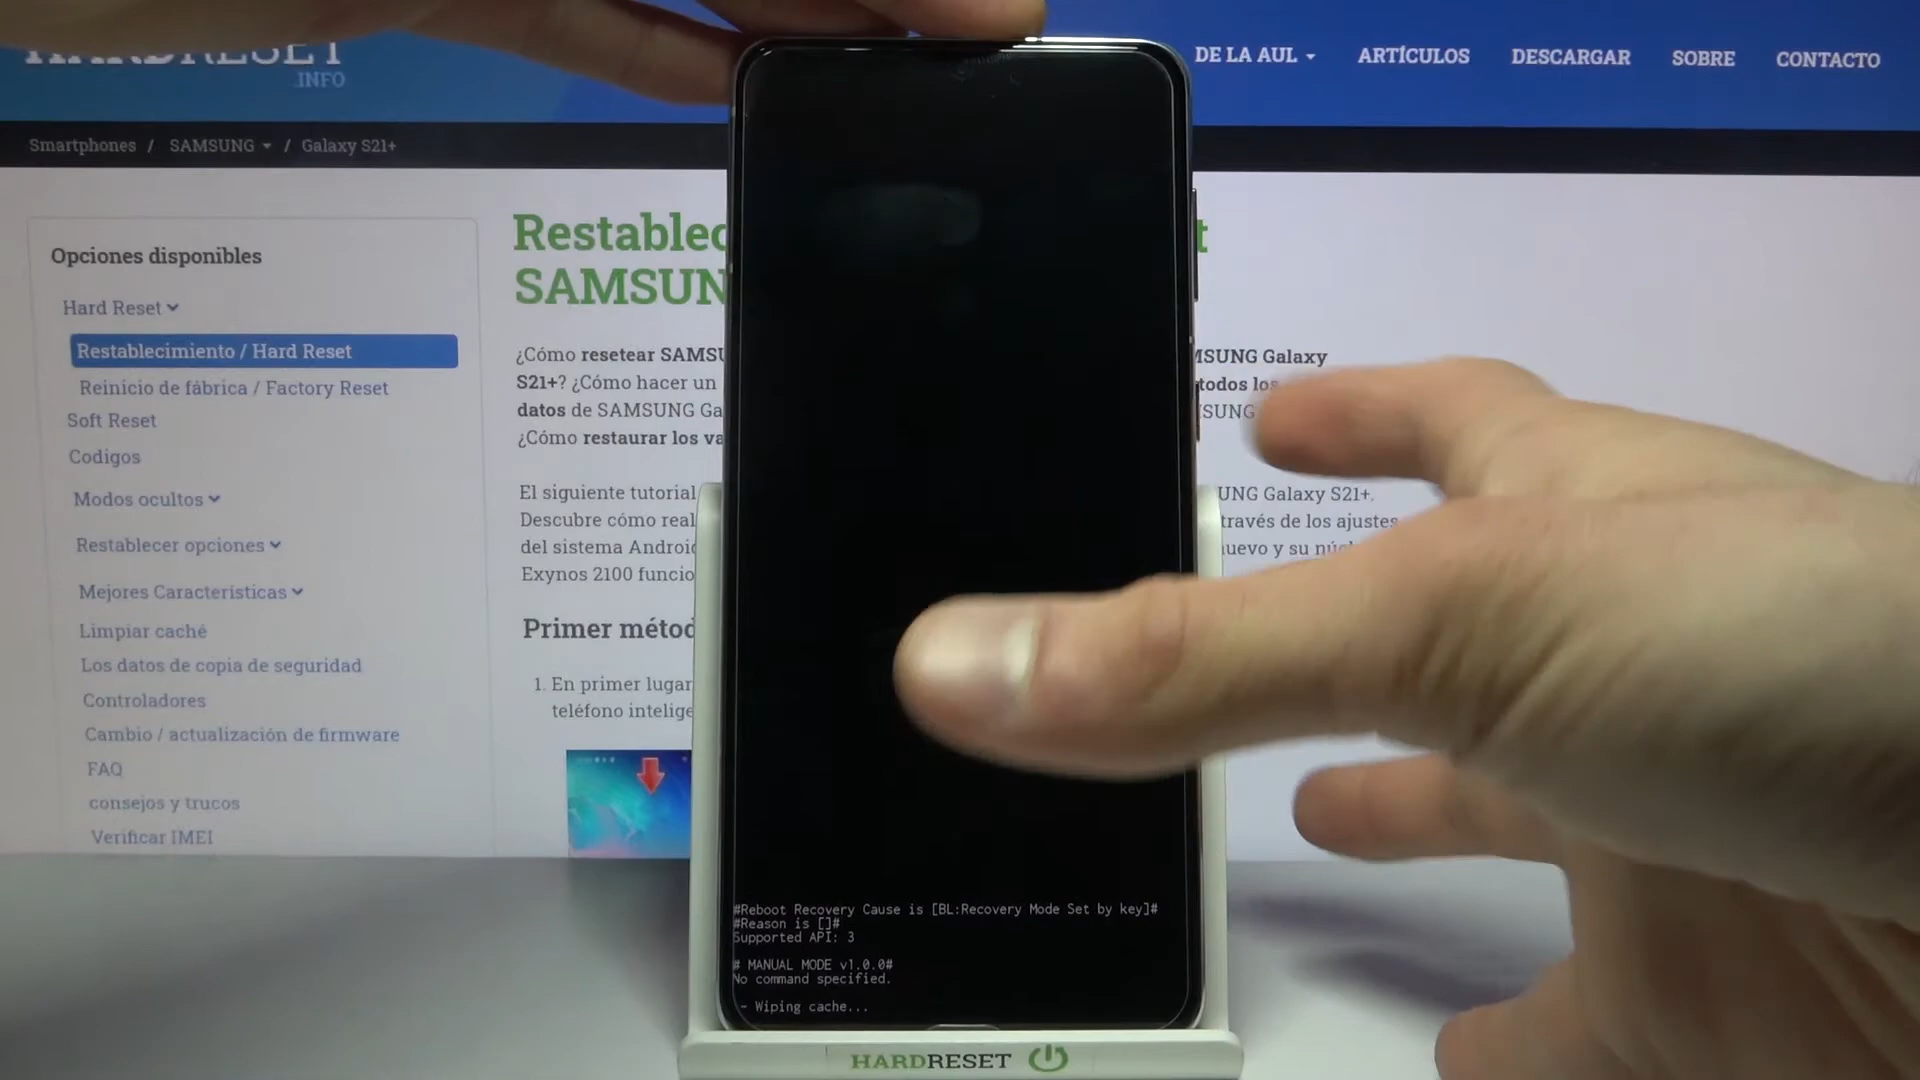 HARDRESET
.INFO
DE LA AUL
ARTÍCULOS
DESCARGAR
SOBRE
CONTACTO
Smartphones / SAMSUNG / Galaxy S21+
Opciones disponibles
Hard Reset
Restablecimiento / Hard Reset
Reinicio de fábrica / Factory Reset
Soft Reset
Codigos
Modos ocultos
Restablecer opciones
Mejores Características
Limpiar caché
Los datos de copia de seguridad
Controladores
Cambio / actualización de firmware
FAQ
consejos y trucos
Verificar IMEI
Restablec t
SAMSUN
¿Cómo resetear SAMSU MSUNG Galaxy
S21+? ¿Cómo hacer un todos los
datos de SAMSUNG Ga SUNG
¿Cómo restaurar los va
El siguiente tutorial UNG Galaxy S21+.
Descubre cómo real través de los ajustes
del sistema Android nuevo y su
Exynos 2100 funcio
Primer métod
1. En primer lugar
teléfono intelige
#Reboot Recovery Cause is [BL:Recovery Mode Set by key]#
#Reason is []#
Supported API: 3
# MANUAL MODE v1.0.0#
No command specified.
- Wiping cache...
HARDRESET